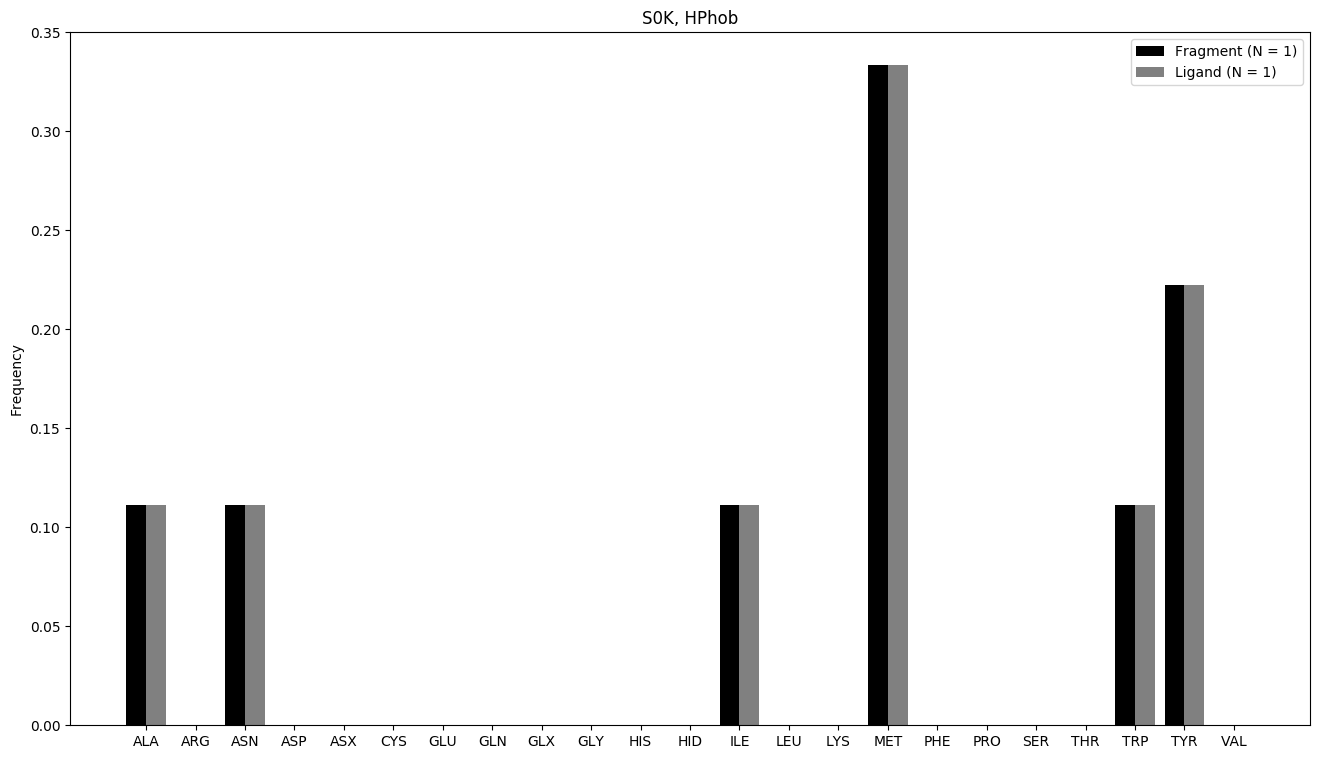 S0K, HPhob
Fragment (N = 1)
Ligand (N = 1)
Frequency
0.35
0.30
0.25
0.20
0.15
0.10
0.05
0.00
ALA ARG ASN ASP ASX CYS GLU GLN GLX GLY HIS HID ILE LEU LYS MET PHE PRO SER THR TRP TYR VAL